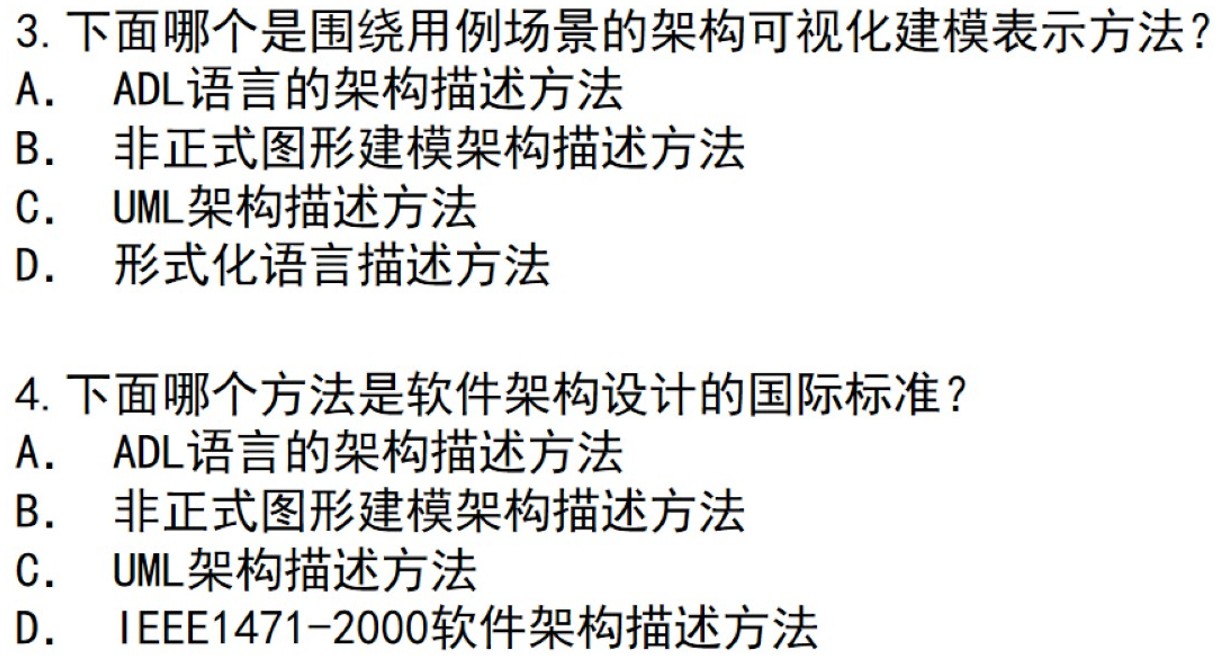 3.下面哪个是围绕用例场景的架构可视化建模表示方法？
A. ADL语言的架构描述方法
B. 非正式图形建模架构描述方法
C. UML架构描述方法
D. 形式化语言描述方法
4.下面哪个方法是软件架构设计的国际标准？
A. ADL语言的架构描述方法
B. 非正式图形建模架构描述方法
C. UML架构描述方法
D. IEEE1471-2000软件架构描述方法